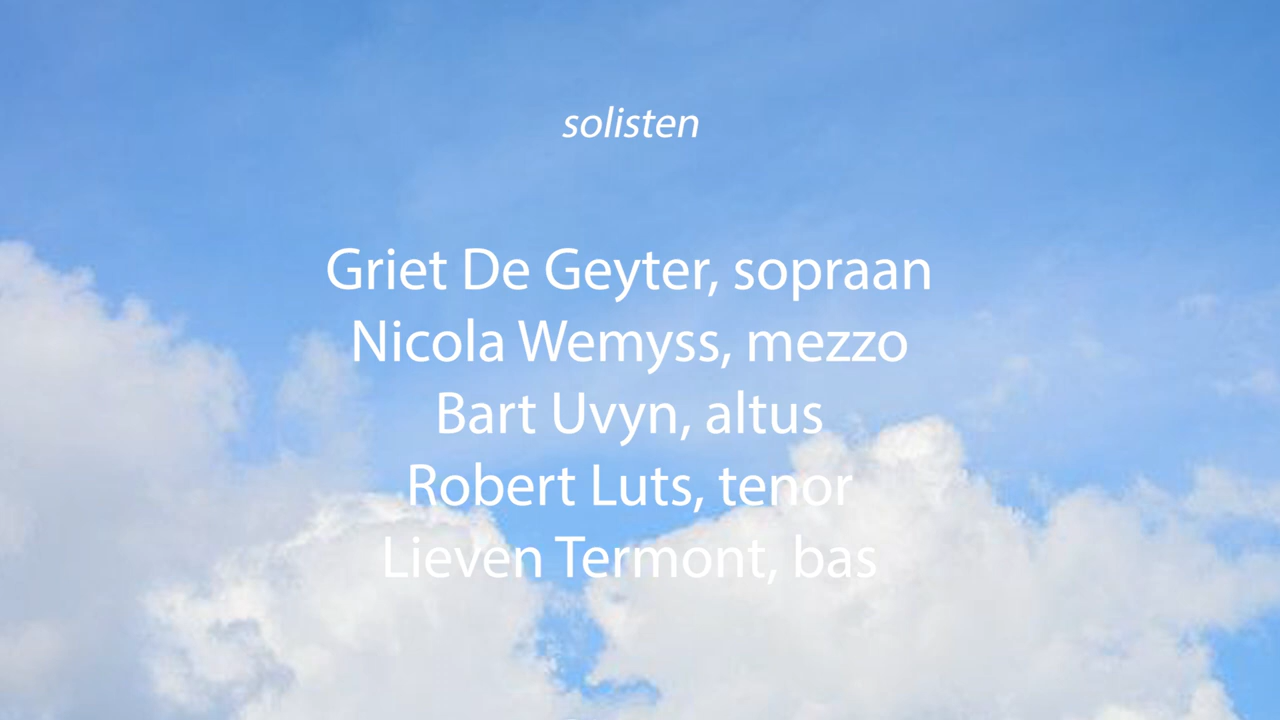 solisten
Griet De Geyter, sopraan
Nicola Wemyss, mezzo
Bart Uvyn, altus
Robert Luts, tenor
Lieven Termont, bas